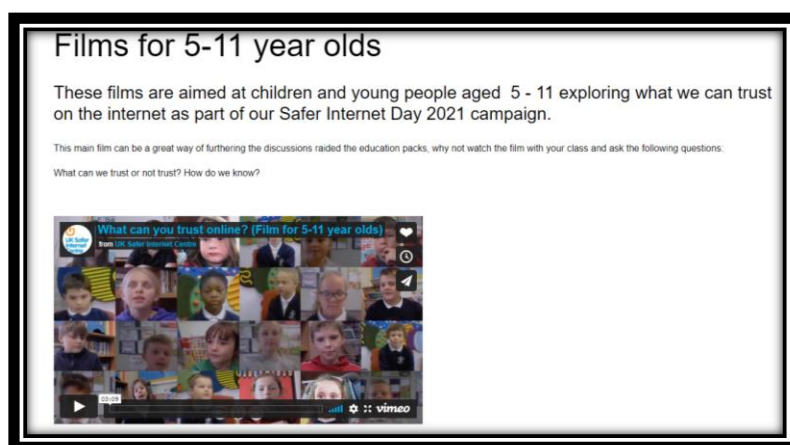 Films for 5-11 year olds
These films are aimed at children and young people aged 5 - 11 exploring what we can trust
on the internet as part of our Safer Internet Day 2021 campaign.
This main film can be a great way of furthering the discussions raided the education packs, why not watch the film with your class and ask the following questions:
What can we trust or not trust? How do we know?
What can you trust online? (Film for 5-11 year olds)
from UK Safer Internet Centre
UK Safer
Internet
Centre
03:09
vimeo